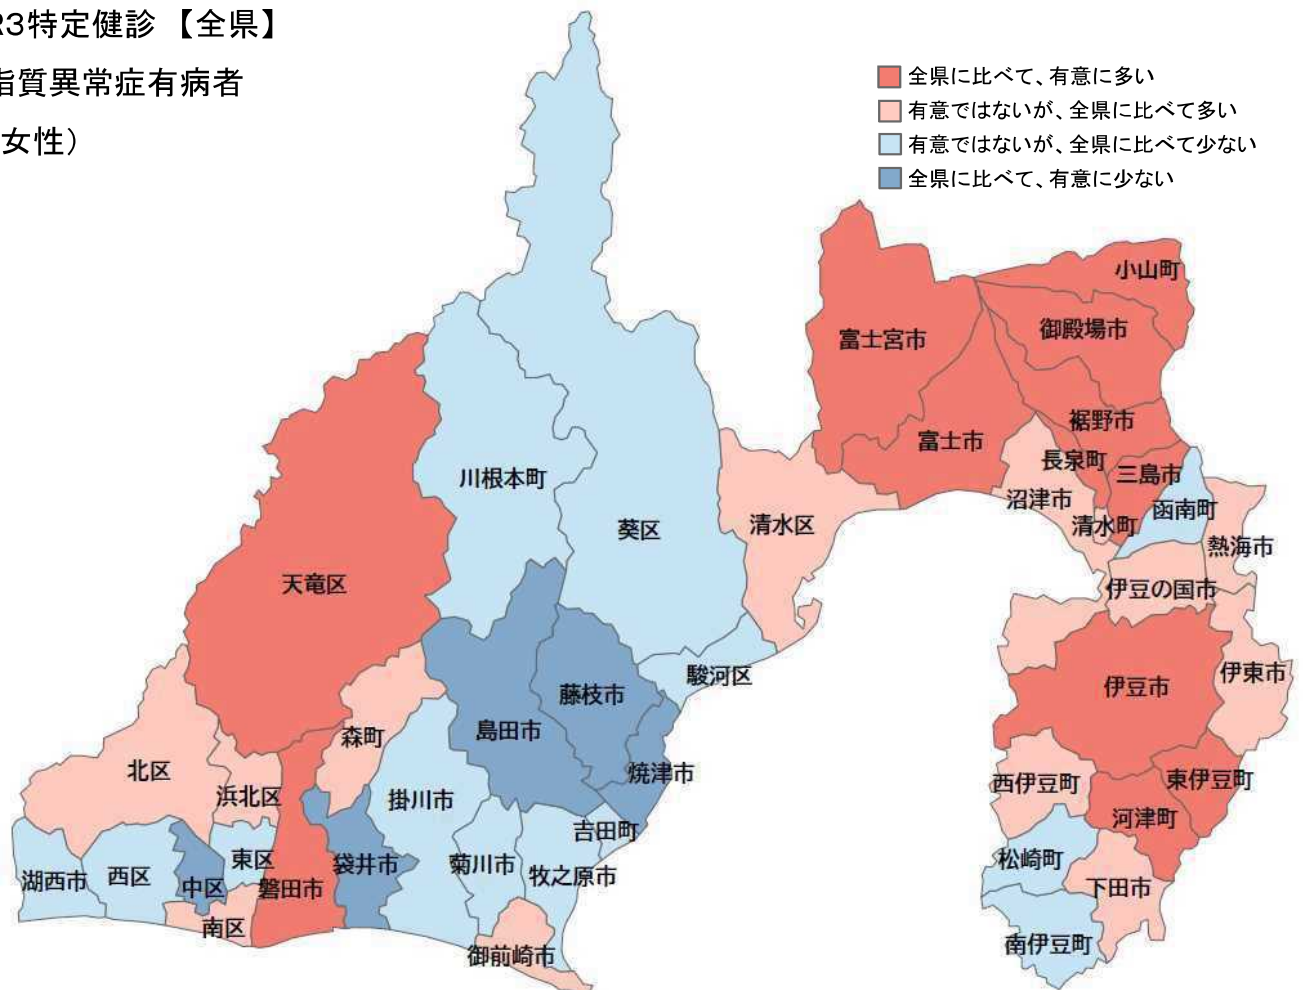 R3特定健診 【全県】
脂質異常症有病者
女性）
全県に比べて、有意に多い
有意ではないが、全県に比べて多い
有意ではないが、全県に比べて少ない
全県に比べて、有意に少ない
小山町
御殿場市
富士宮市
裾野市
富士市
長泉町
三島市
川根本町
沼津市
函南町
清水区
清水町
葵区
熱海市
天竜区
伊豆の国市
駿河区
伊東市
伊豆市
藤枝市
島田市
森町
北区
焼津市
東伊豆町
西伊豆町
浜北区
掛川市
河津町
吉田町
東区
松崎町
袋井市
菊川市
牧之原市
湖西市
西区
中区
磐田市
下田市
南区
南伊豆町
御前崎市